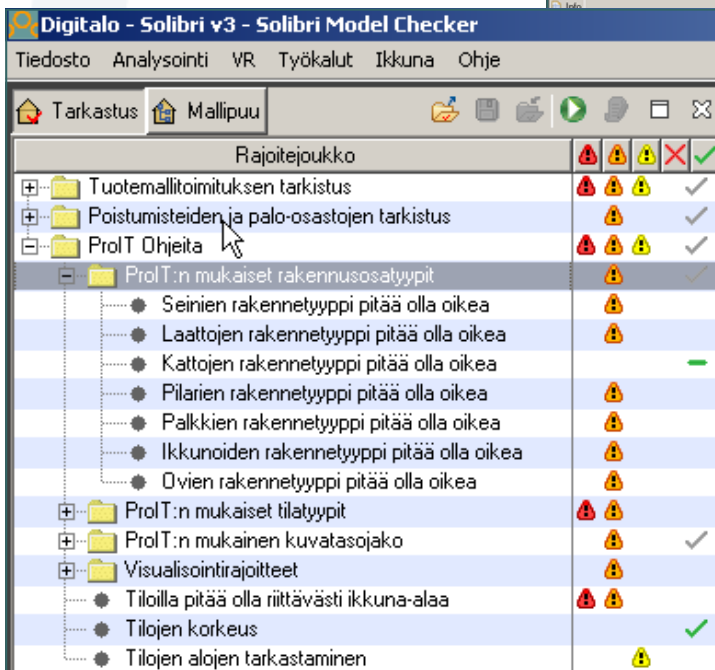 Info
Digitalo - Solibri v3 - Solibri Model Checker
Tiedosto Analysointi VR Työkalut Ikkuna Ohje
Tarkastus Mallipuu
Rajoitejoukko
Tuotemallitoimituksen tarkistus
Poistumisteiden ja palo-osastojen tarkistus
ProIT Ohjeita
ProIT:n mukaiset rakennusosatyypit
Seinien rakennetyyppi pitää olla oikea
Laattojen rakennetyyppi pitää olla oikea
Kattojen rakennetyyppi pitää olla oikea
Pilarien rakennetyyppi pitää olla oikea
Palkkien rakennetyyppi pitää olla oikea
Ikkunoiden rakennetyyppi pitää olla oikea
Ovien rakennetyyppi pitää olla oikea
ProIT:n mukaiset tilatyypit
ProIT:n mukainen kuvatasojako
Visualisointirajoitteet
Tiloilla pitää olla riittävästi ikkuna-alaa
Tilojen korkeus
Tilojen alojen tarkastaminen